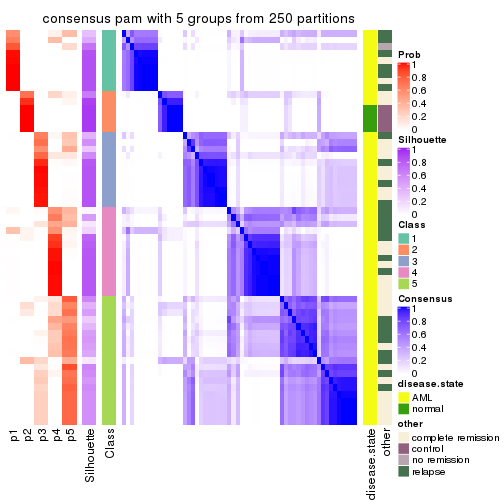 consensus pam with 5 groups from 250 partitions
Prob
1
0.8
0.6
0.4
0.2
0
Silhouette
1
0.8
0.6
0.4
0.2
0
Class
1
2
3
4
5
Consensus
1
0.8
0.6
0.4
0.2
0
disease.state
AML
normal
other
complete remission
control
no remission
relapse
p1
p2
p3
p4
p5
Silhouette
Class
disease.state
other